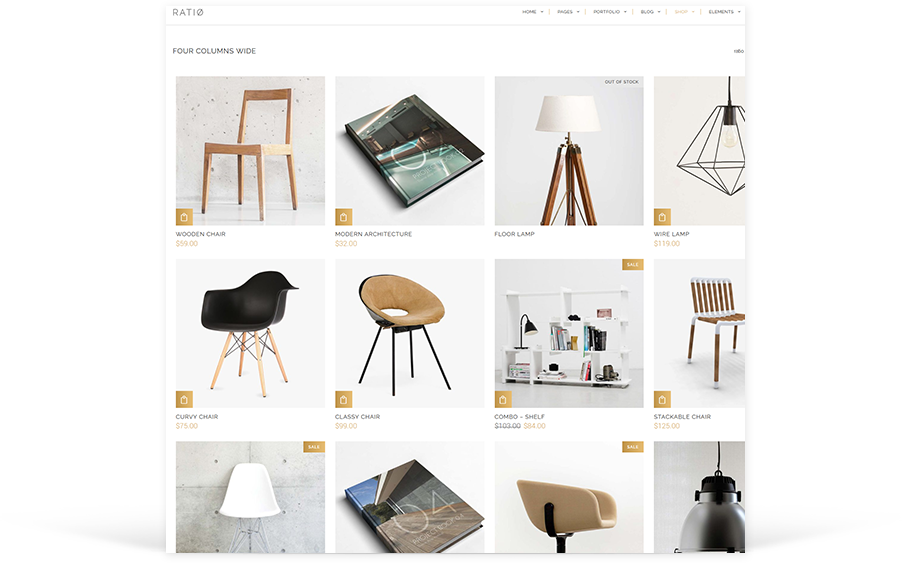 RATIØ
HOME
PAGES
PORTFOLIO
BLOG
SHOP
ELEMENTS
FOUR COLUMNS WIDE
OUT OF STOCK
WOODEN CHAIR
$59.00
MODERN ARCHITECTURE
$32.00
FLOOR LAMP
WIRE LAMP
$119.00
SALE
CURVY CHAIR
$75.00
CLASSY CHAIR
$99.00
COMBO – SHELF
$103.00 $84.00
STACKABLE CHAIR
$125.00
SALE
04
SALE